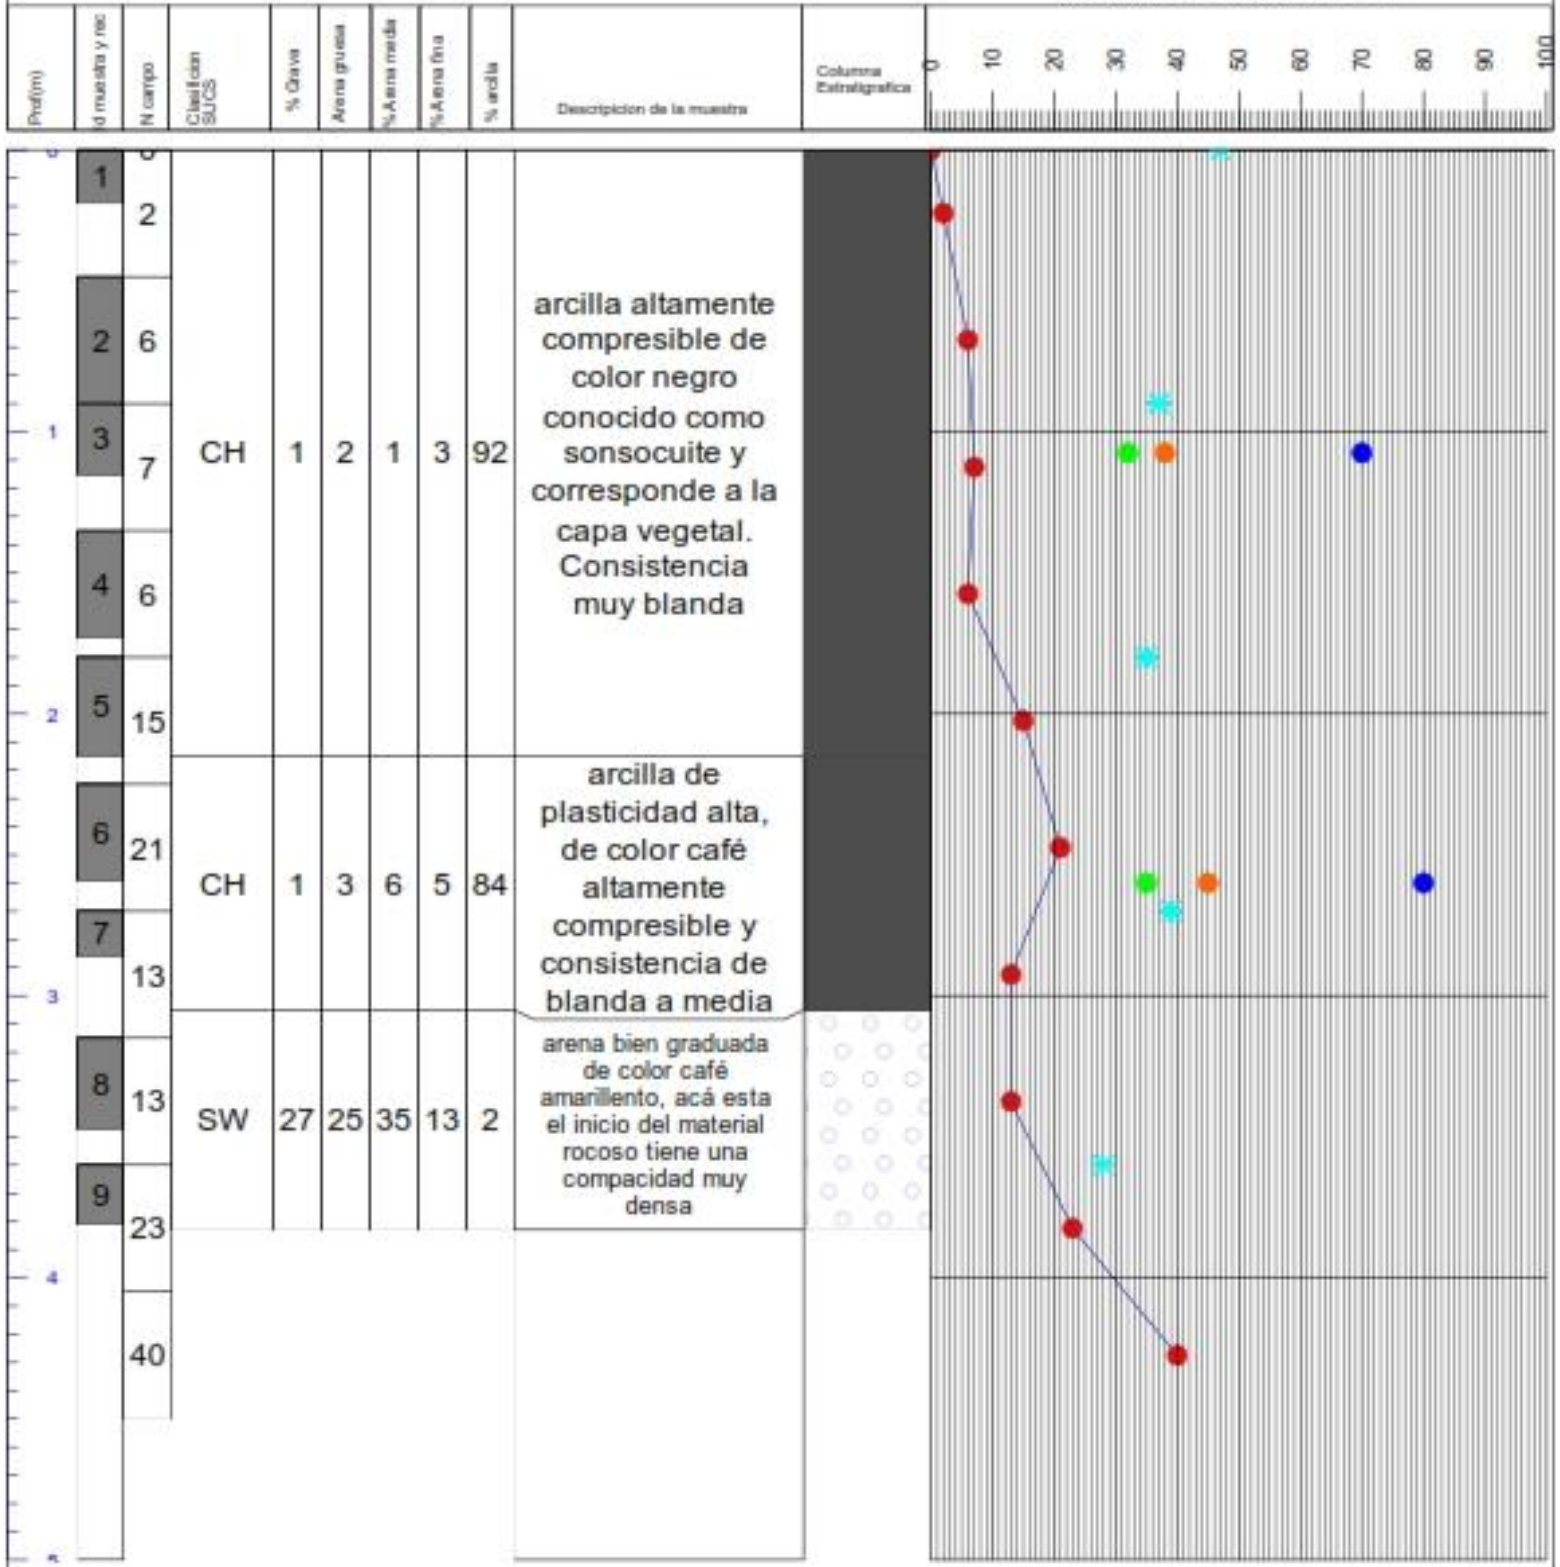 Prof(m)
Id muestra y rec
N campo
Clasificion SUCS
% Grava
Arena gruesa
% Arena media
% Arena fina
% arcilla
Descripicion de la muestra
Columna
Estratigrafica
0 10 20 30 40 50 60 70 80 90 100
0
1
2
3
4
5
1
2
3
4
5
6
7
8
9
0
2
6
7
6
15
21
13
13
23
40
CH 1 2 1 3 92
arcilla altamente
compresible de
color negro
conocido como
sonsocuite y
corresponde a la
capa vegetal.
Consistencia
muy blanda
CH 1 3 6 5 84
arcilla de
plasticidad alta,
de color café
altamente
compresible y
consistencia de
blanda a media
SW 27 25 35 13 2
arena bien graduada
de color café
amarillento, acá esta
el inicio del material
rocoso tiene una
compacidad muy
densa